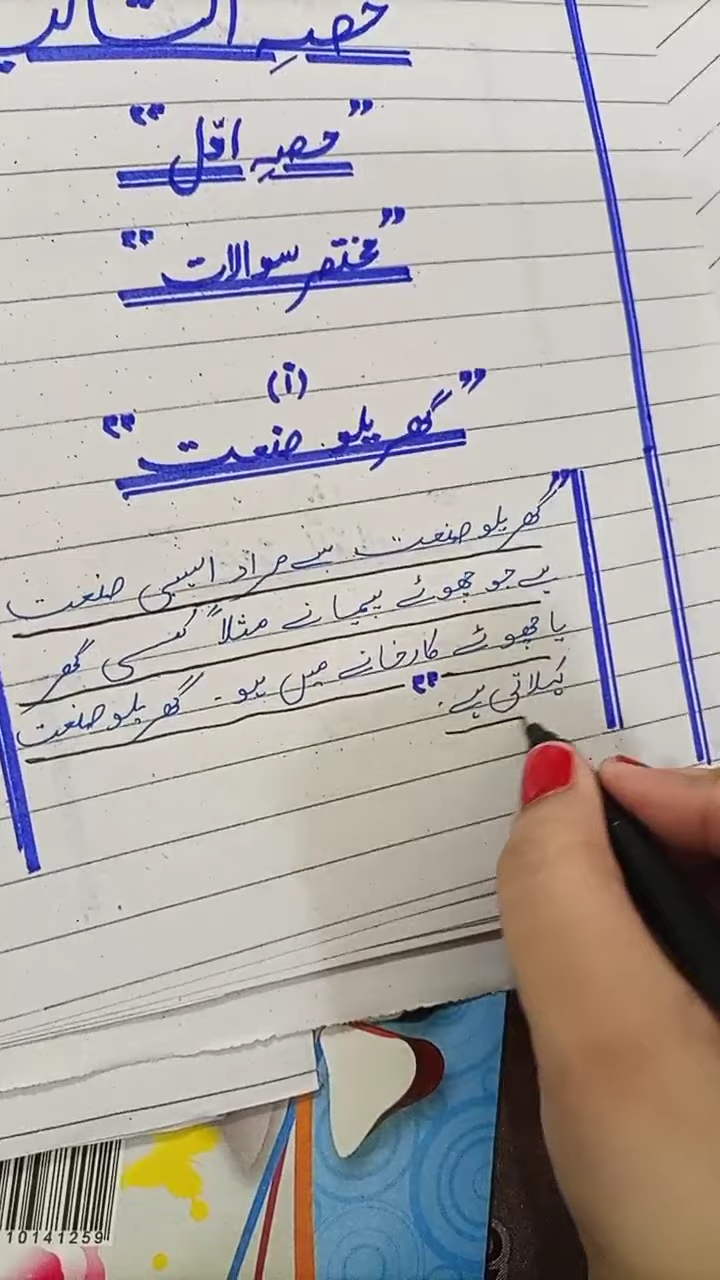 حصہِ
"حصہِ اوّل"
"مختصر سوالات"
(i)
"گھریلو صنعت"
"گھریلو صنعت سے مراد ایسی صنعت
ہے جو چھوٹے پیمانے مثلاً کسی گھر
یا چھوٹے کارخانے میں ہو۔ گھریلو صنعت
کہلاتی ہے۔"
10141259